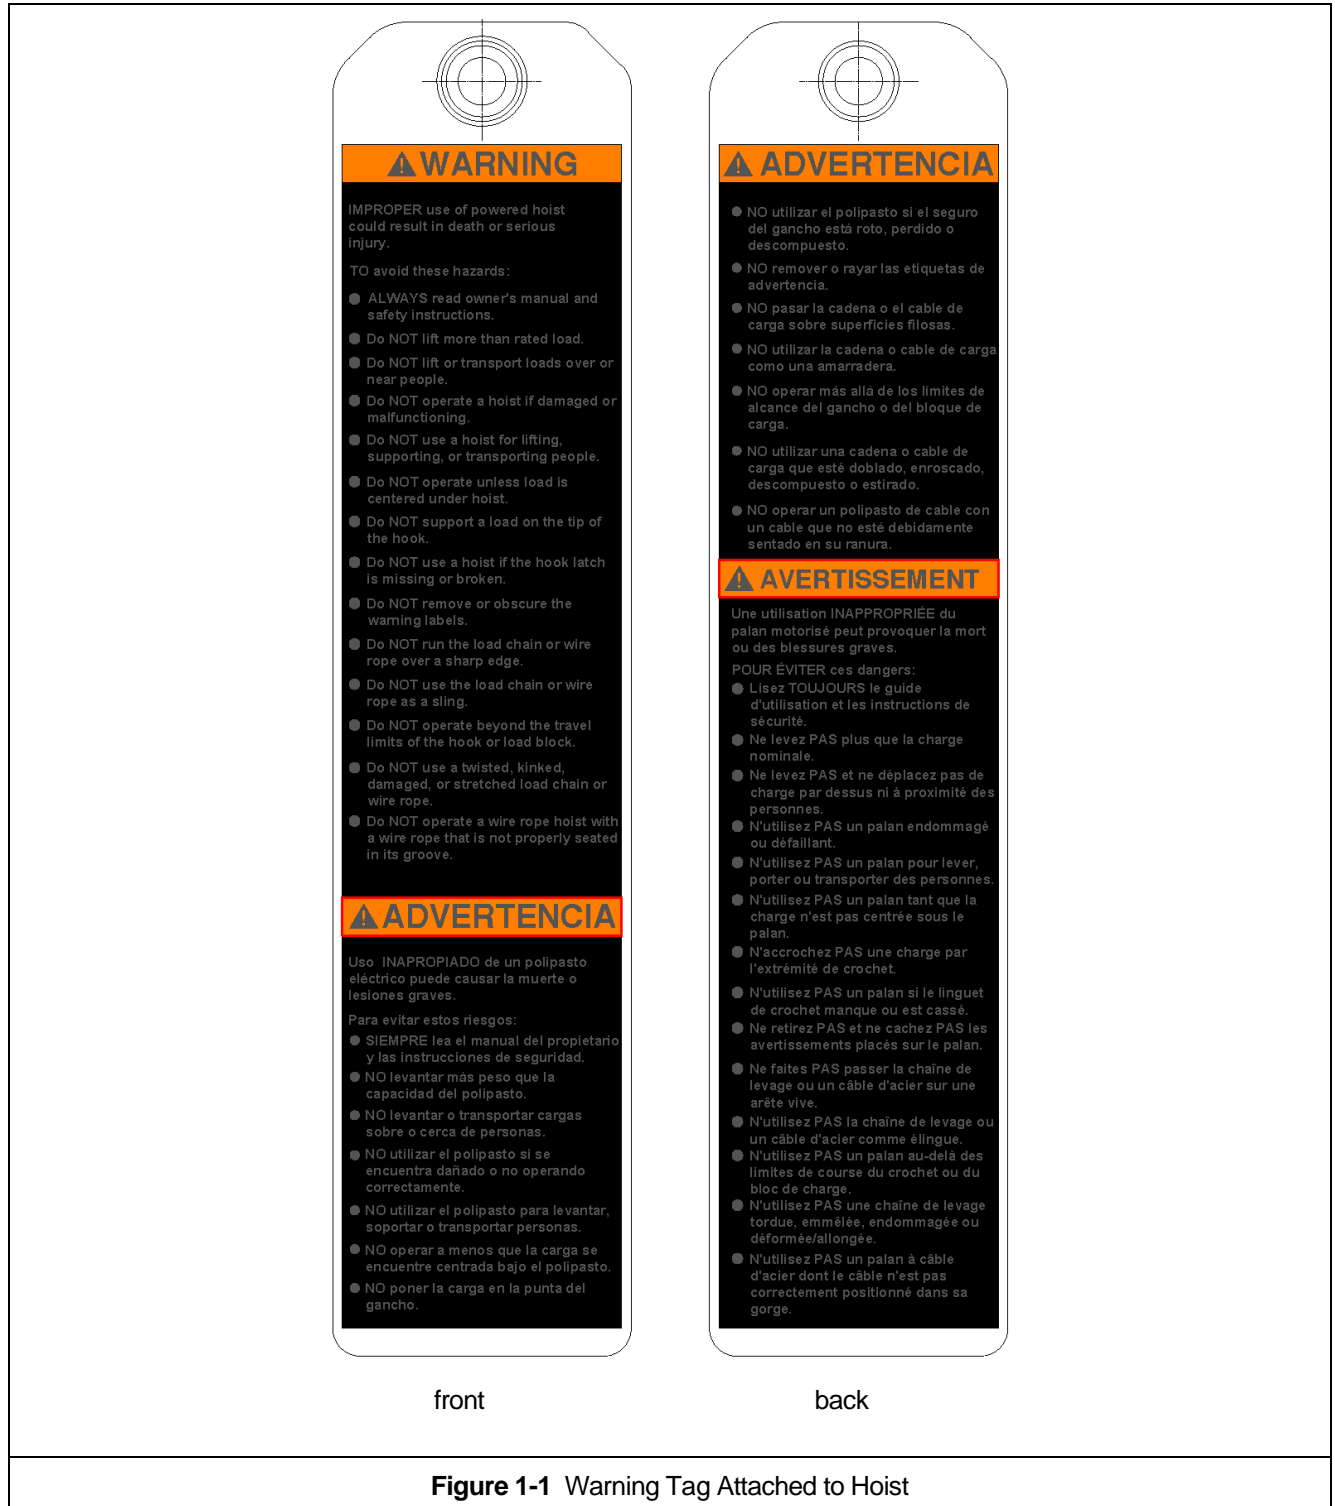 WARNING
IMPROPER use of powered hoist
could result in death or serious
injury.
TO avoid these hazards:
● ALWAYS read owner's manual and
safety instructions.
● Do NOT lift more than rated load.
● Do NOT lift or transport loads over or
near people.
● Do NOT operate a hoist if damaged or
malfunctioning.
● Do NOT use a hoist for lifting,
supporting, or transporting people.
● Do NOT operate unless load is
centered under hoist.
● Do NOT support a load on the tip of
the hook.
● Do NOT use a hoist if the hook latch
is missing or broken.
● Do NOT remove or obscure the
warning labels.
● Do NOT run the load chain or wire
rope over a sharp edge.
● Do NOT use the load chain or wire
rope as a sling.
● Do NOT operate beyond the travel
limits of the hook or load block.
● Do NOT use a twisted, kinked,
damaged, or stretched load chain or
wire rope.
● Do NOT operate a wire rope hoist with
a wire rope that is not properly seated
in its groove.
ADVERTENCIA
Uso INAPROPIADO de un polipasto
eléctrico puede causar la muerte o
lesiones graves.
Para evitar estos riesgos:
● SIEMPRE lea el manual del propietario
y las instrucciones de seguridad.
● NO levantar más peso que la
capacidad del polipasto.
● NO levantar o transportar cargas
sobre o cerca de personas.
● NO utilizar el polipasto si se
encuentra dañado o no operando
correctamente.
● NO utilizar el polipasto para levantar,
soportar o transportar personas.
● NO operar a menos que la carga se
encuentre centrada bajo el polipasto.
● NO poner la carga en la punta del
gancho.
front
ADVERTENCIA
● NO utilizar el polipasto si el seguro
del gancho está roto, perdido o
descompuesto.
● NO remover o rayar las etiquetas de
advertencia.
● NO pasar la cadena o el cable de
carga sobre superficies filosas.
● NO utilizar la cadena o cable de carga
como una amarradera.
● NO operar más allá de los límites de
alcance del gancho o del bloque de
carga.
● NO utilizar una cadena o cable de
carga que esté doblado, enroscado,
descompuesto o estirado.
● NO operar un polipasto de cable con
un cable que no esté debidamente
sentado en su ranura.
AVERTISSEMENT
Une utilisation INAPPROPRIÉE du
palan motorisé peut provoquer la mort
ou des blessures graves.
POUR ÉVITER ces dangers:
● Lisez TOUJOURS le guide
d'utilisation et les instructions de
sécurité.
● Ne levez PAS plus que la charge
nominale.
● Ne levez PAS et ne déplacez pas de
charge par dessus ni à proximité des
personnes.
● N'utilisez PAS un palan endommagé
ou défaillant.
● N'utilisez PAS un palan pour lever,
porter ou transporter des personnes.
● N'utilisez PAS un palan tant que la
charge n'est pas centrée sous le
palan.
● N'accrochez PAS une charge par
l'extrémité de crochet.
● N'utilisez PAS un palan si le linguet
de crochet manque ou est cassé.
● Ne retirez PAS et ne cachez PAS les
avertissements placés sur le palan.
● Ne faites PAS passer la chaîne de
levage ou un câble d'acier sur une
arête vive.
● N'utilisez PAS la chaîne de levage ou
un câble d'acier comme élingue.
● N'utilisez PAS un palan au-delà des
limites de course du crochet ou du
bloc de charge.
● N'utilisez PAS une chaîne de levage
tordue, emmêlée, endommagée ou
déformée/allongée.
● N'utilisez PAS un palan à câble
d'acier dont le câble n'est pas
correctement positionné dans sa
gorge.
back
Figure 1-1 Warning Tag Attached to Hoist